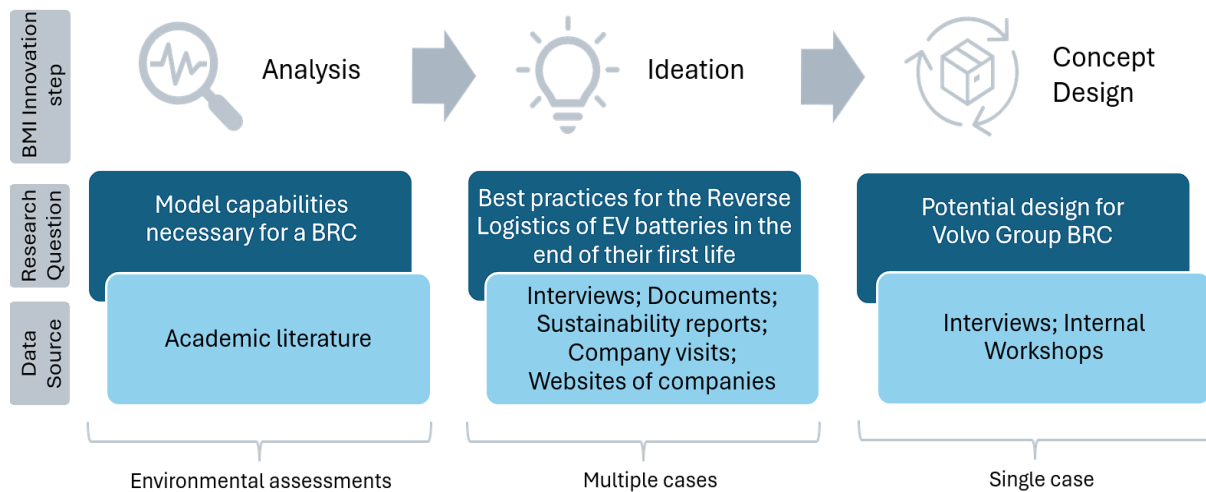 BMI Innovation
step
Analysis
Ideation
Concept
Design
Research
Question
Model capabilities
necessary for a BRC
Best practices for the Reverse
Logistics of EV batteries in the
end of their first life
Potential design for
Volvo Group BRC
Data
Source
Academic literature
Interviews; Documents;
Sustainability reports;
Company visits;
Websites of companies
Interviews; Internal
Workshops
Environmental assessments
Multiple cases
Single case